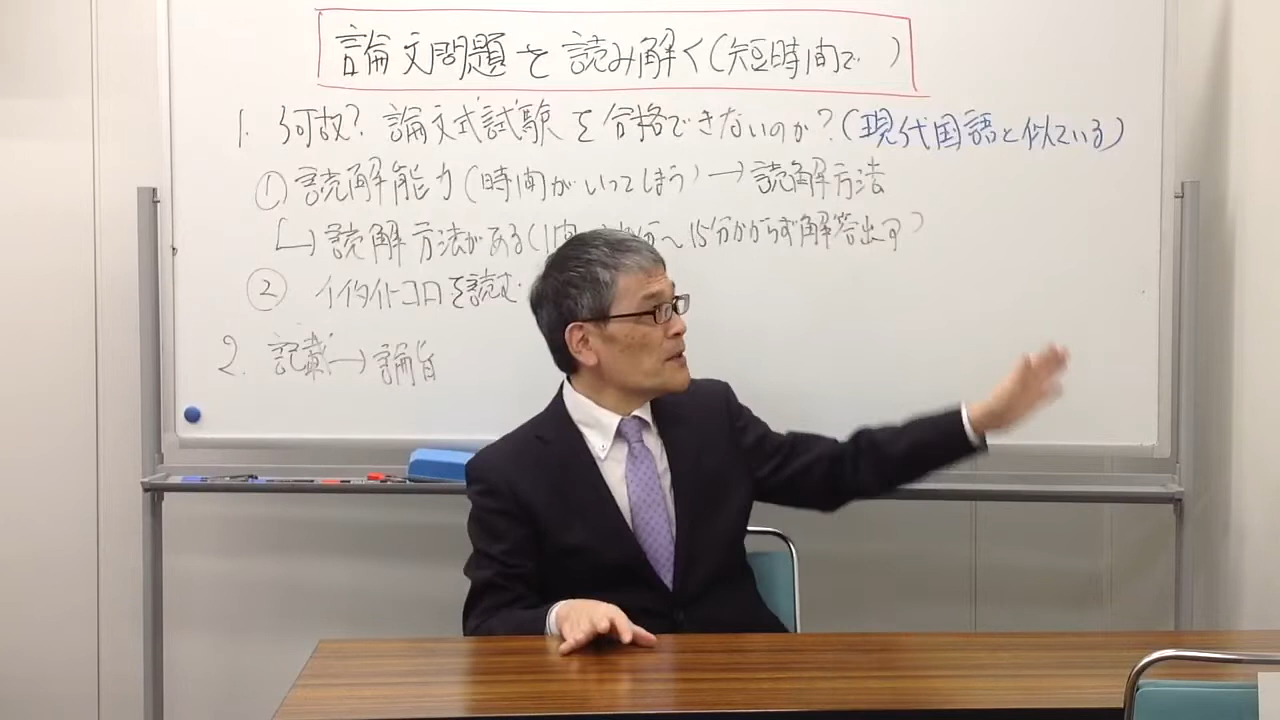 論文問題を読み解く(短時間で )
1. 何故?論文式試験を合格できないのか?(現代国語と似ている)
① 読解能力(時間がいってしまう)→読解方法
↳読解方法がある(1問 分〜15分かからず解答出す)
② イイタイトコロを読む
2. 記載→論旨